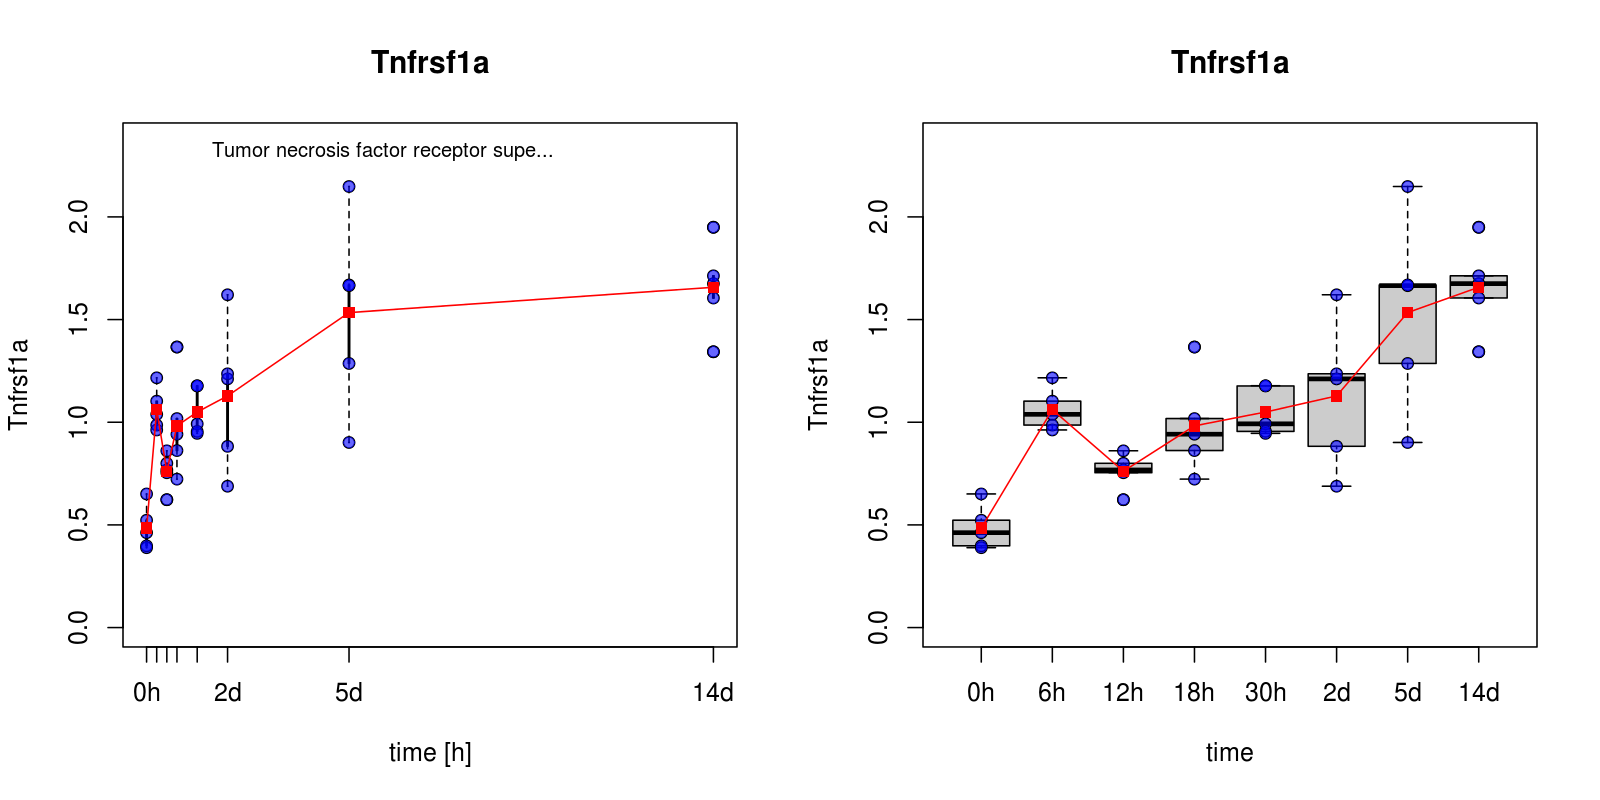 Tnfrsf1a
Tumor necrosis factor receptor supe...
Tnfrsf1a
2.0
1.5
1.0
0.5
0.0
0h 2d 5d 14d
time [h]
Tnfrsf1a
Tnfrsf1a
2.0
1.5
1.0
0.5
0.0
0h 6h 12h 18h 30h 2d 5d 14d
time